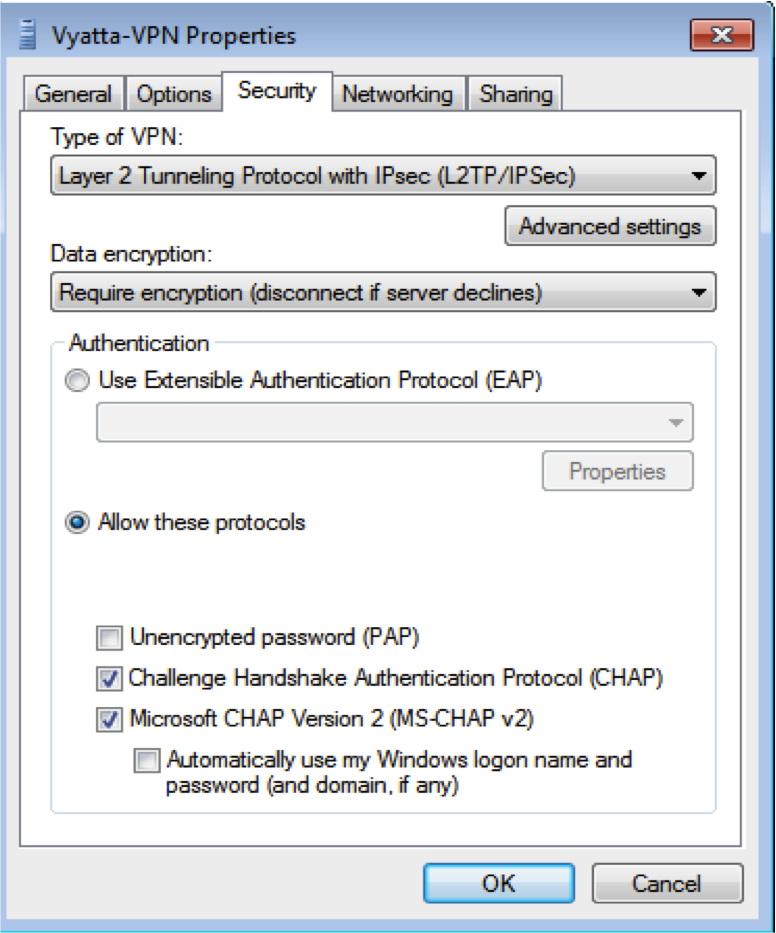 Vyatta-VPN Properties
General Options Security Networking Sharing
Type of VPN:
Layer 2 Tunneling Protocol with IPsec (L2TP/IPSec)
Advanced settings
Data encryption:
Require encryption (disconnect if server declines)
Authentication
Use Extensible Authentication Protocol (EAP)
Properties
Allow these protocols
Unencrypted password (PAP)
Challenge Handshake Authentication Protocol (CHAP)
Microsoft CHAP Version 2 (MS-CHAP v2)
Automatically use my Windows logon name and
password (and domain, if any)
OK Cancel